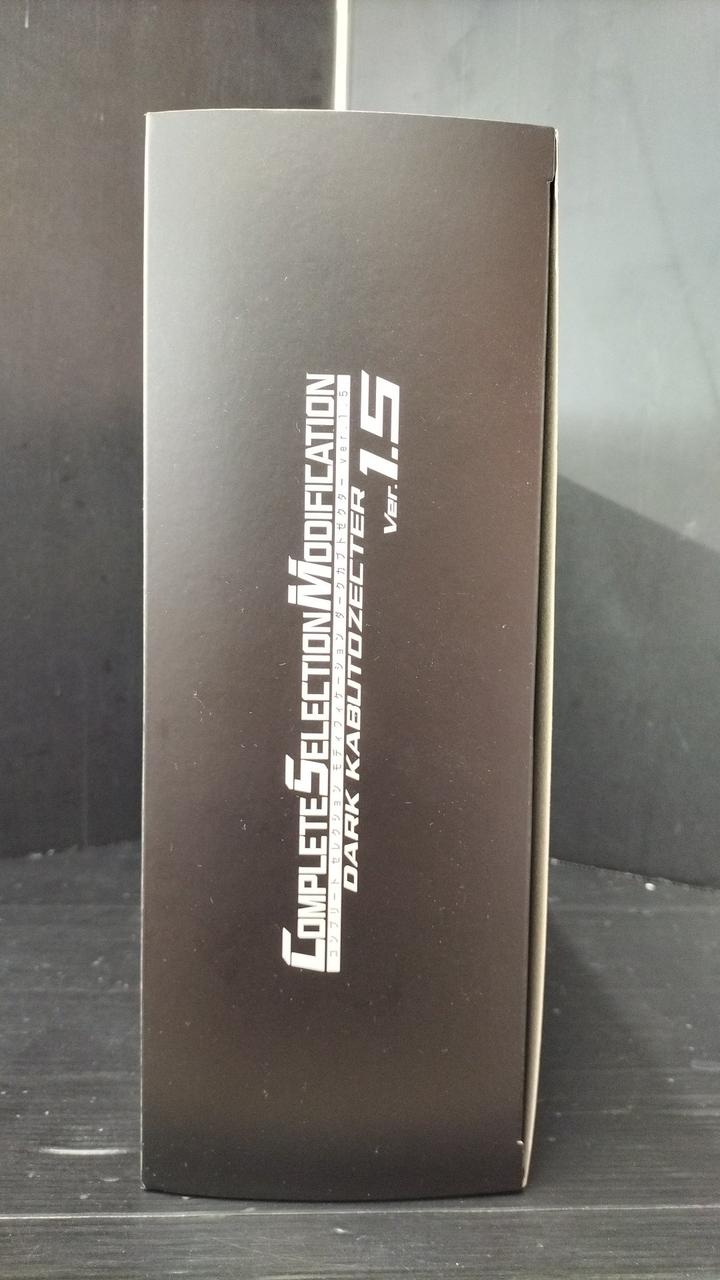 COMPLETE SELECTION MODIFICATION
コンプリート セレクション モディフィケーション ダークカブトゼクター ver.1.5
DARK KABUTOZECTER
Ver.1.5